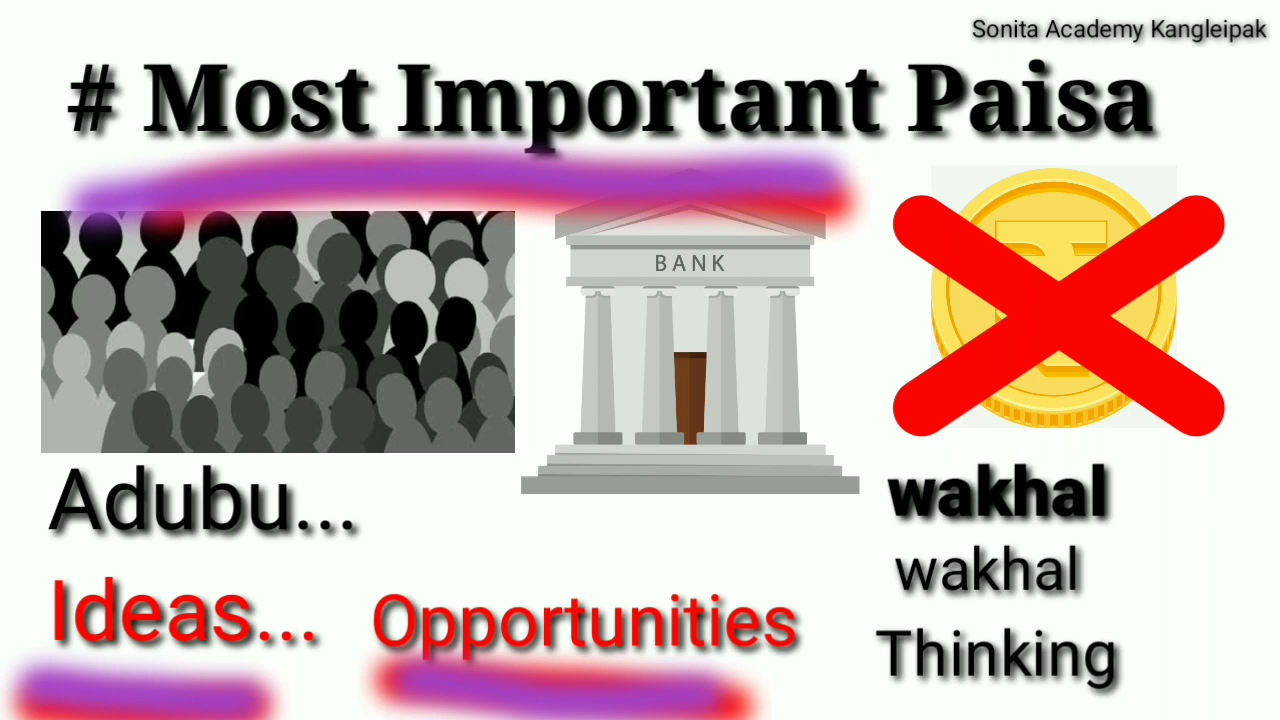 Sonita Academy Kangleipak
# Most Important Paisa
BANK
Adubu...
Ideas...
Opportunities
wakhal
wakhal
Thinking